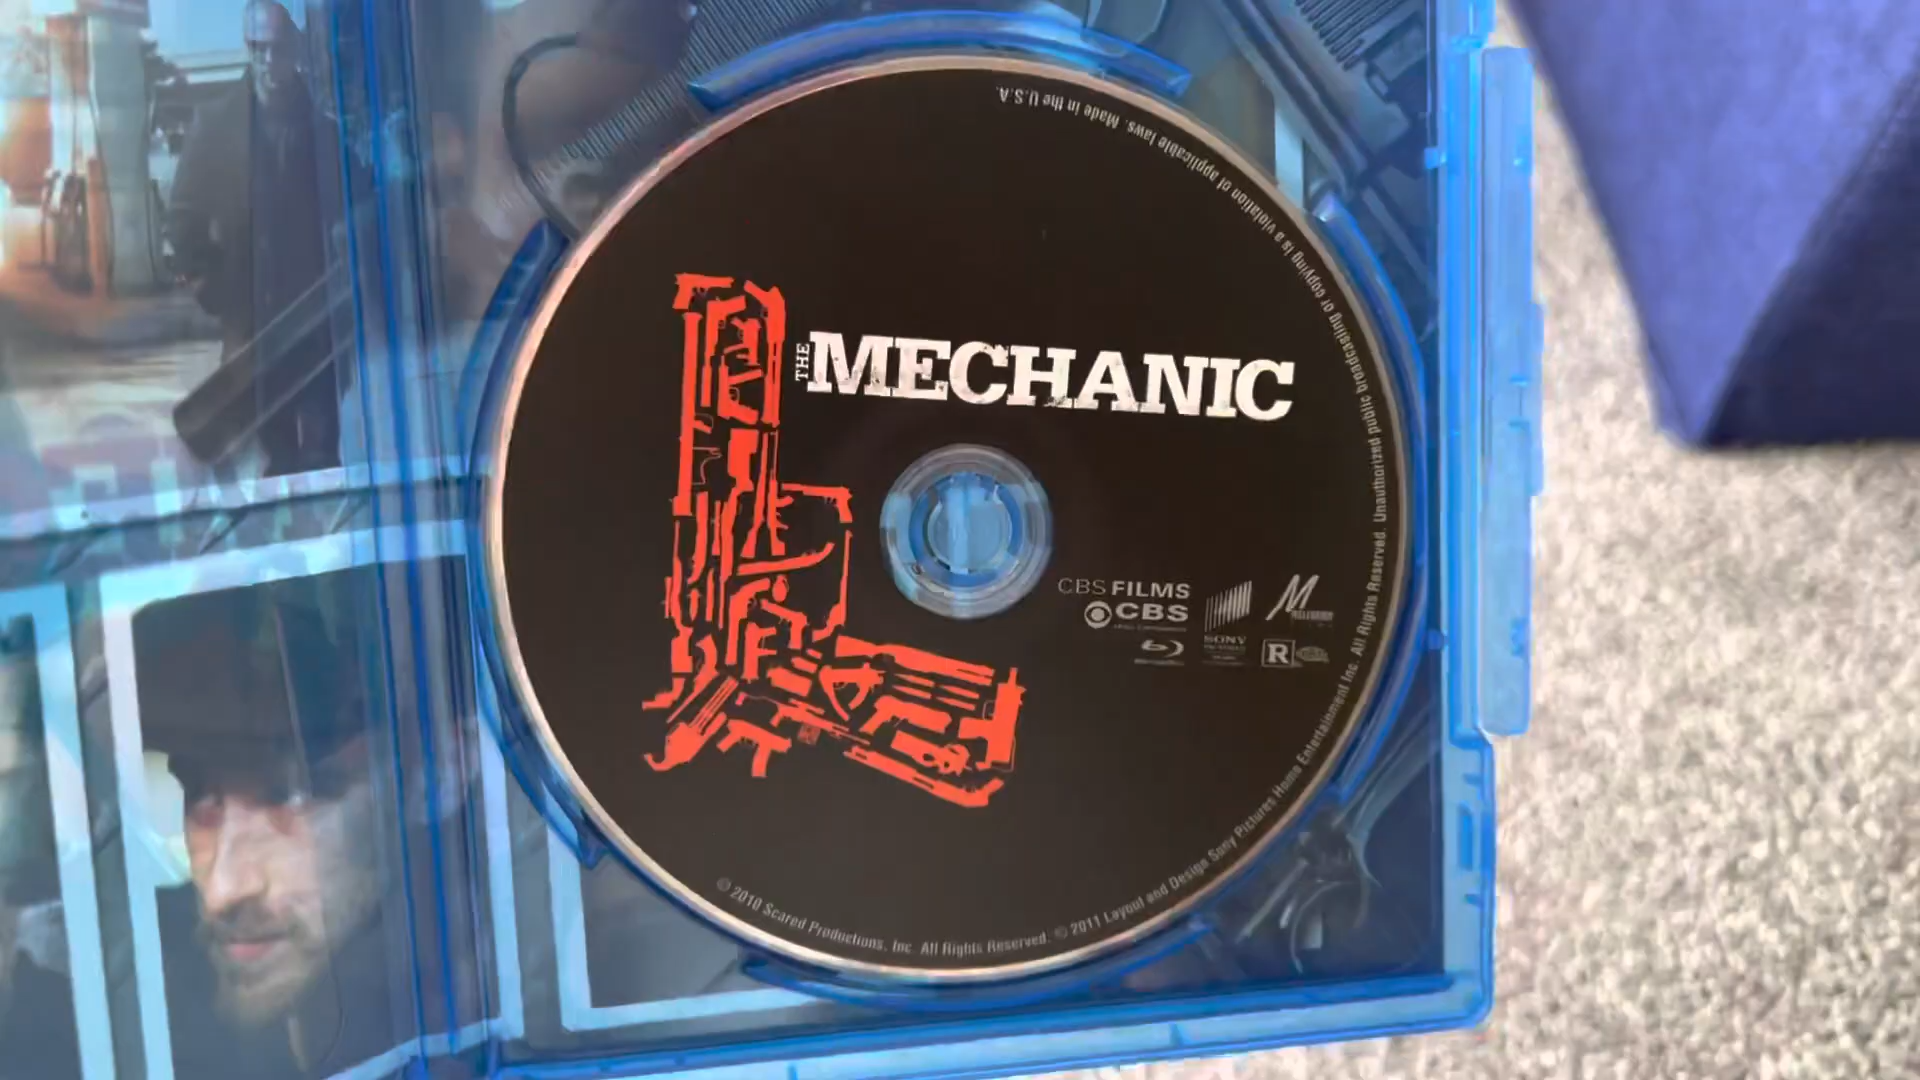 THE MECHANIC
CBS FILMS
CBS
SONY
R
© 2010 Scared Productions, Inc. All Rights Reserved. © 2011 Layout and Design Sony Pictures Home Entertainment Inc. All Rights Reserved. Unauthorized public broadcasting or copying is a violation of applicable laws. Made in the U.S.A.